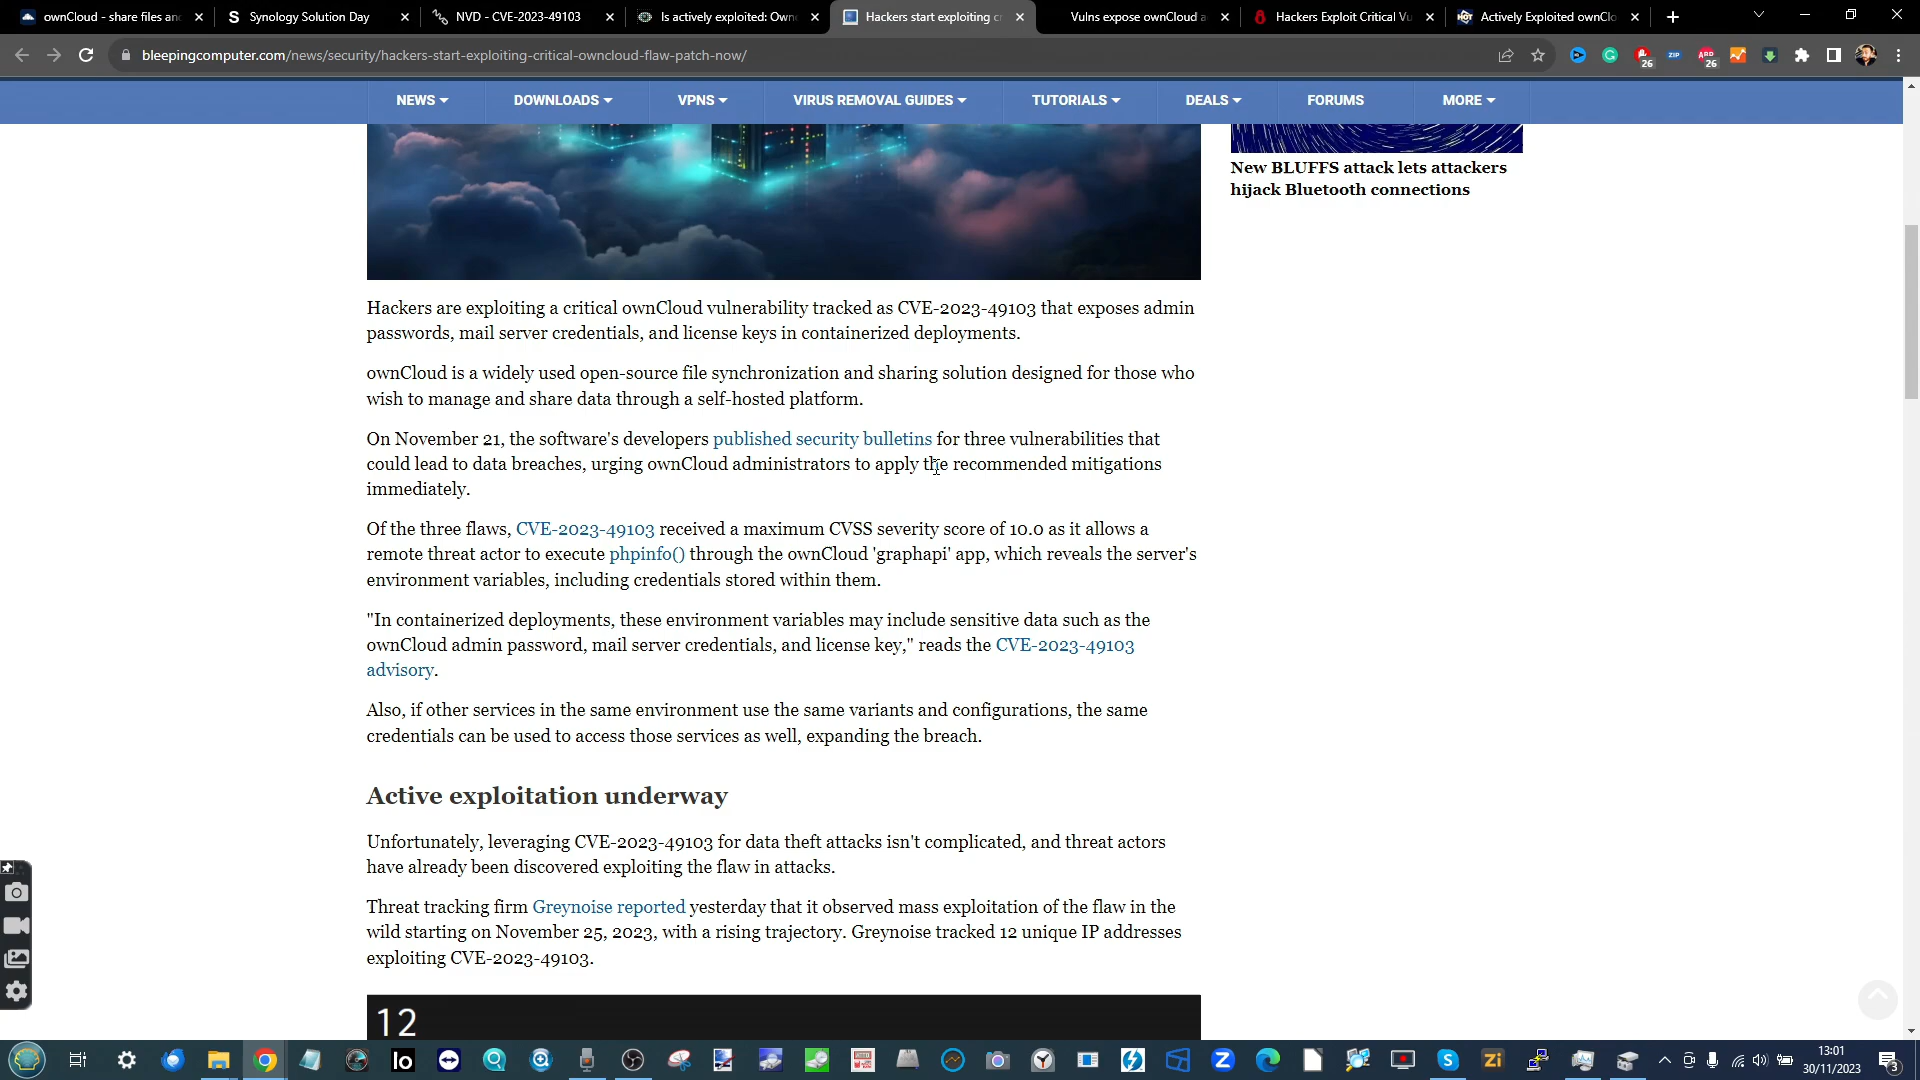 ownCloud - share files an
Synology Solution Day
NVD - CVE-2023-49103
Is actively exploited: Own
Hackers start exploiting c
Vulns expose ownCloud a
Hackers Exploit Critical Vu
Actively Exploited ownClo
bleepingcomputer.com/news/security/hackers-start-exploiting-critical-owncloud-flaw-patch-now/
26
ZIP
26
NEWS
DOWNLOADS
VPNS
VIRUS REMOVAL GUIDES
TUTORIALS
DEALS
FORUMS
MORE
New BLUFFS attack lets attackers
hijack Bluetooth connections
Hackers are exploiting a critical ownCloud vulnerability tracked as CVE-2023-49103 that exposes admin
passwords, mail server credentials, and license keys in containerized deployments.
ownCloud is a widely used open-source file synchronization and sharing solution designed for those who
wish to manage and share data through a self-hosted platform.
On November 21, the software's developers published security bulletins for three vulnerabilities that
could lead to data breaches, urging ownCloud administrators to apply the recommended mitigations
immediately.
Of the three flaws, CVE-2023-49103 received a maximum CVSS severity score of 10.0 as it allows a
remote threat actor to execute phpinfo() through the ownCloud 'graphapi' app, which reveals the server's
environment variables, including credentials stored within them.
"In containerized deployments, these environment variables may include sensitive data such as the
ownCloud admin password, mail server credentials, and license key," reads the CVE-2023-49103
advisory.
Also, if other services in the same environment use the same variants and configurations, the same
credentials can be used to access those services as well, expanding the breach.
Active exploitation underway
Unfortunately, leveraging CVE-2023-49103 for data theft attacks isn't complicated, and threat actors
have already been discovered exploiting the flaw in attacks.
Threat tracking firm Greynoise reported yesterday that it observed mass exploitation of the flaw in the
wild starting on November 25, 2023, with a rising trajectory. Greynoise tracked 12 unique IP addresses
exploiting CVE-2023-49103.
12
13:01
30/11/2023
3